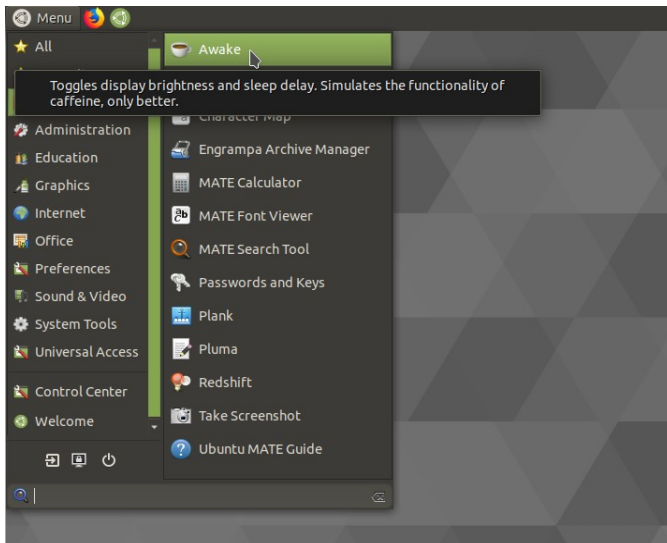 Menu
All
Awake
Toggles display brightness and sleep delay. Simulates the functionality of
caffeine, only better.
Administration
Education
Graphics
Internet
Office
Preferences
Sound & Video
System Tools
Universal Access
Control Center
Welcome
Character Map
Engrampa Archive Manager
MATE Calculator
MATE Font Viewer
MATE Search Tool
Passwords and Keys
Plank
Pluma
Redshift
Take Screenshot
Ubuntu MATE Guide